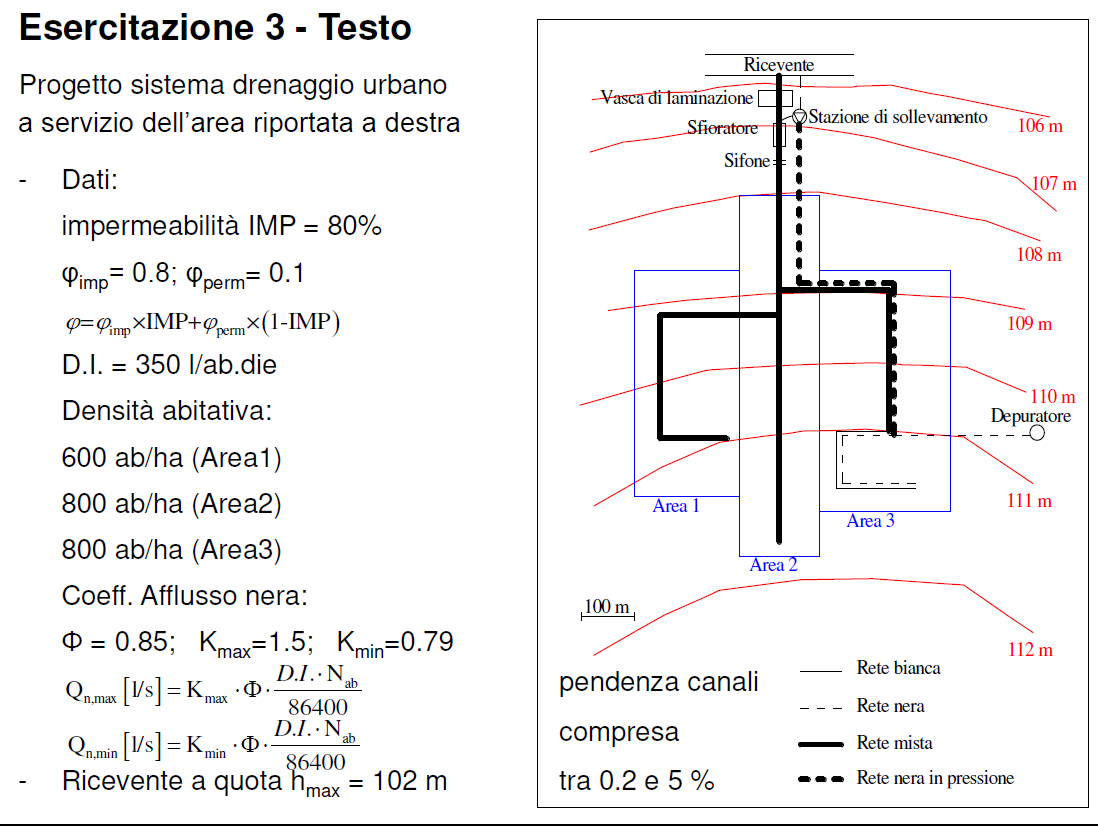 Esercitazione 3 - Testo
Progetto sistema drenaggio urbano
a servizio dell'area riportata a destra
- Dati:
impermeabilità IMP = 80%
φimp= 0.8; φperm= 0.1
φ=φimp×IMP+φperm×(1-IMP)
D.I. = 350 l/ab.die
Densità abitativa:
600 ab/ha (Area1)
800 ab/ha (Area2)
800 ab/ha (Area3)
Coeff. Afflusso nera:
Φ = 0.85; Kmax=1.5; Kmin=0.79
Qn,max [l/s] = Kmax · Φ · D.I. · Nab / 86400
Qn,min [l/s] = Kmin · Φ · D.I. · Nab / 86400
- Ricevente a quota hmax = 102 m
Ricevente
Vasca di laminazione
Stazione di sollevamento
106 m
Sfioratore
Sifone
107 m
108 m
109 m
110 m
Depuratore
111 m
Area 1
Area 3
Area 2
100 m
112 m
pendenza canali
compresa
tra 0.2 e 5 %
Rete bianca
Rete nera
Rete mista
Rete nera in pressione